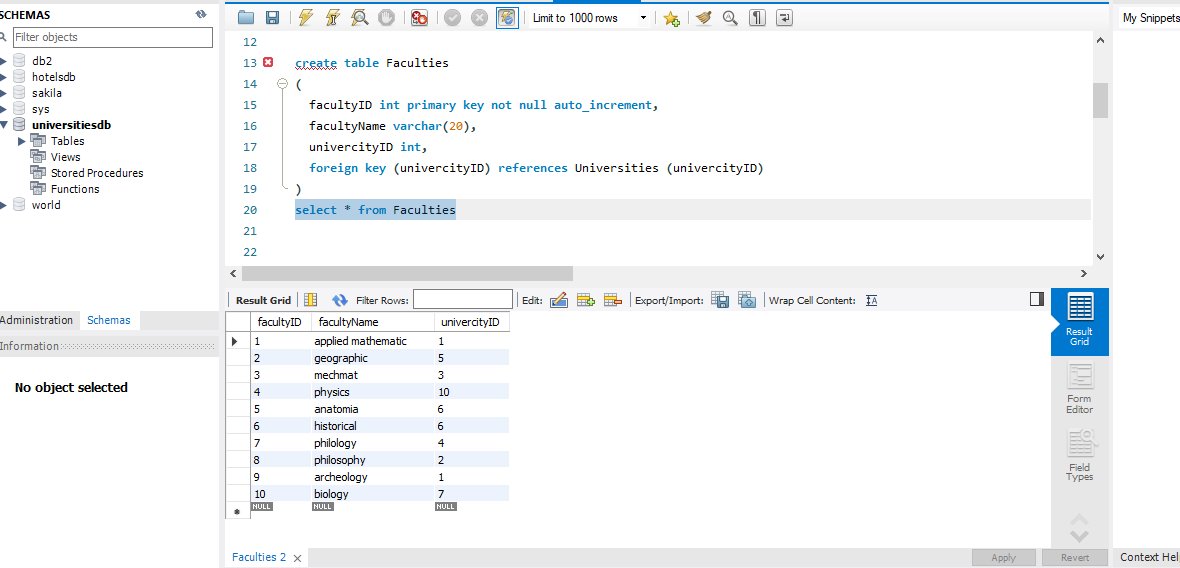 SCHEMAS
Filter objects
db2
hotelsdb
sakila
sys
universitiesdb
Tables
Views
Stored Procedures
Functions
world
Administration Schemas
Information
No object selected
Limit to 1000 rows
12
13 create table Faculties
14 (
15 facultyID int primary key not null auto_increment,
16 facultyName varchar(20),
17 univercityID int,
18 foreign key (univercityID) references Universities (univercityID)
19 )
20 select * from Faculties
21
22
Result Grid Filter Rows: Edit: Export/Import: Wrap Cell Content:
facultyID facultyName univercityID
1 applied mathematic 1
2 geographic 5
3 mechmat 3
4 physics 10
5 anatomia 6
6 historical 6
7 philology 4
8 philosophy 2
9 archeology 1
10 biology 7
NULL NULL NULL
Result
Grid
Form
Editor
Field
Types
Faculties 2
Apply Revert
My Snippets
Context Hel